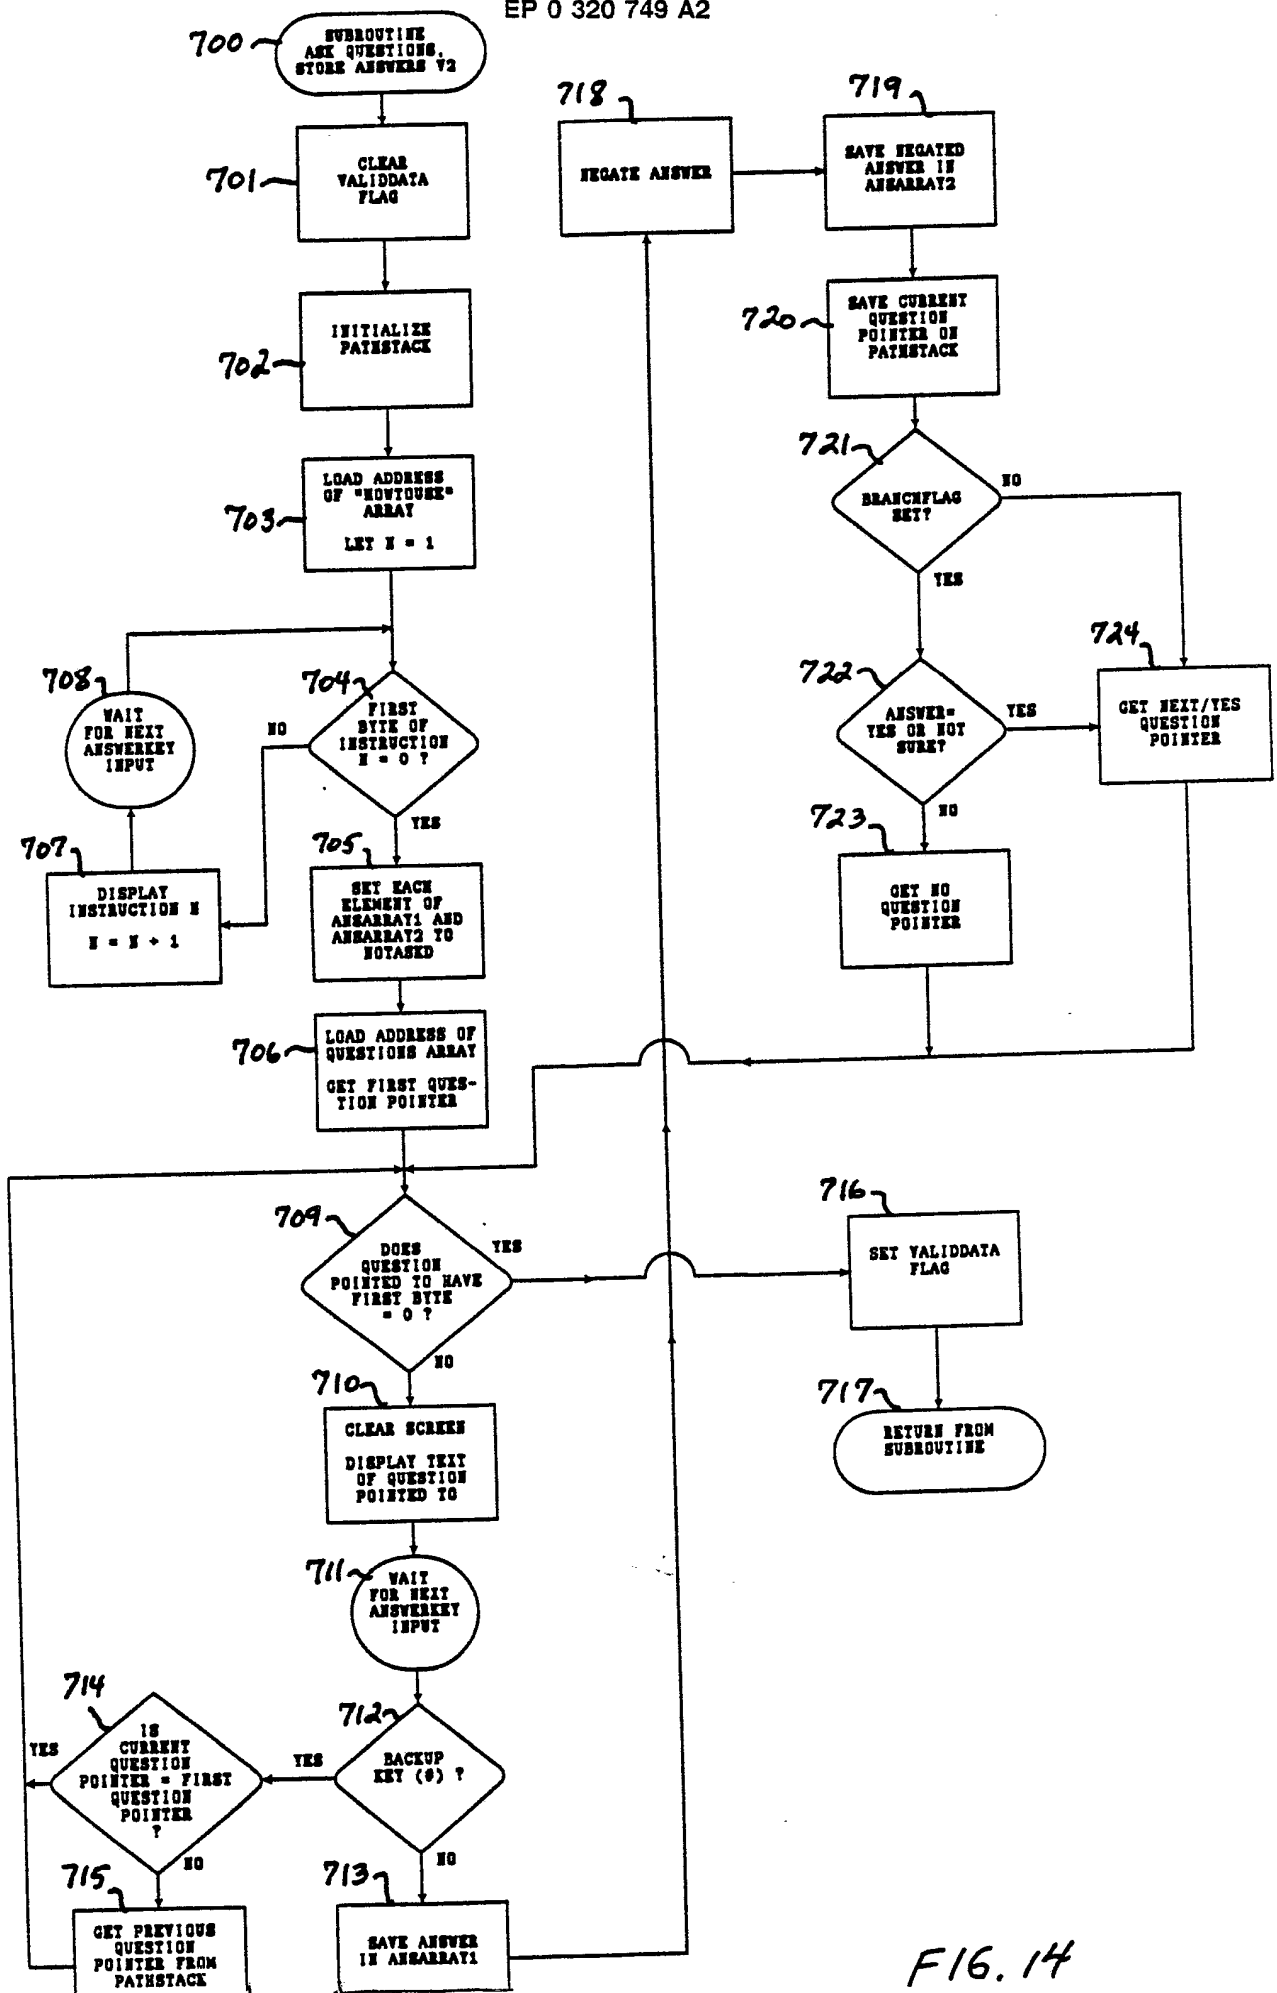 EP 0 320 749 A2
700
SUBROUTINE
ASK QUESTIONS,
STORE ANSWERS V2
701
CLEAR
VALIDDATA
FLAG
702
INITIALIZE
PATHSTACK
703
LOAD ADDRESS
OF "HOWTOUSE"
ARRAY
LET N = 1
704
FIRST
BYTE OF
INSTRUCTION
N = 0 ?
NO
YES
708
WAIT
FOR NEXT
ANSWERKEY
INPUT
707
DISPLAY
INSTRUCTION N
N = N + 1
705
SET EACH
ELEMENT OF
ANSARRAY1 AND
ANSARRAY2 TO
NOTASKD
706
LOAD ADDRESS OF
QUESTIONS ARRAY
GET FIRST QUES-
TION POINTER
709
DOES
QUESTION
POINTED TO HAVE
FIRST BYTE
= 0 ?
YES
NO
710
CLEAR SCREEN
DISPLAY TEXT
OF QUESTION
POINTED TO
711
WAIT
FOR NEXT
ANSWERKEY
INPUT
712
BACKUP
KEY (#) ?
YES
NO
714
IS
CURRENT
QUESTION
POINTER = FIRST
QUESTION
POINTER
?
YES
NO
715
GET PREVIOUS
QUESTION
POINTER FROM
PATHSTACK
713
SAVE ANSWER
IN ANSARRAY1
716
SET VALIDDATA
FLAG
717
RETURN FROM
SUBROUTINE
718
NEGATE ANSWER
719
SAVE NEGATED
ANSWER IN
ANSARRAY2
720
SAVE CURRENT
QUESTION
POINTER ON
PATHSTACK
721
BRANCHFLAG
SET?
NO
YES
722
ANSWER=
YES OR NOT
SURE?
YES
NO
723
GET NO
QUESTION
POINTER
724
GET NEXT/YES
QUESTION
POINTER
FIG. 14